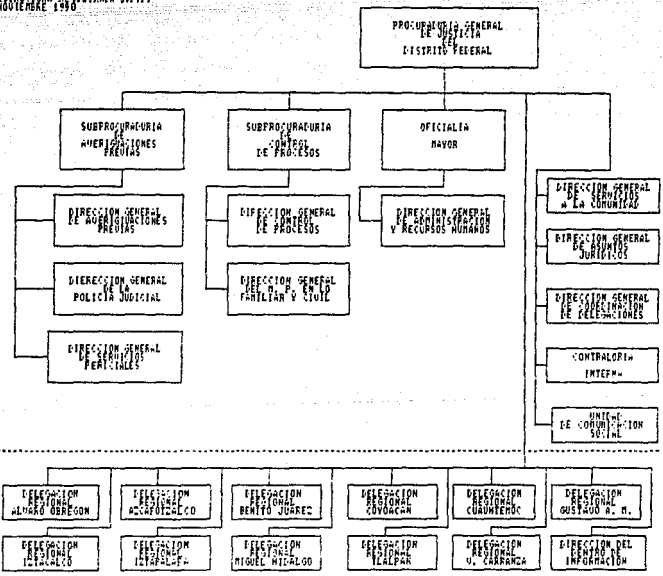 NOVIEMBRE 1990
PROCURADURIA GENERAL
DE JUSTICIA
DEL
DISTRITO FEDERAL
SUBPROCURADURIA
DE
AVERIGUACIONES
PREVIAS
SUBPROCURADURIA
DE
CONTROL
DE PROCESOS
OFICIALIA
MAYOR
DIRECCION GENERAL
DE AVERIGUACIONES
PREVIAS
DIERECCION GENERAL
DE LA
POLICIA JUDICIAL
DIRECCION GENERAL
DE SERVICIOS
PERICIALES
DIRECCION GENERAL
DE CONTROL
DE PROCESOS
DIRECCION GENERAL
DEL M. P. EN LO
FAMILIAR Y CIVIL
DIRECCION GENERAL
DE ADMINISTRACION
Y RECURSOS HUMANOS
DIRECCION GENERAL
DE SERVICIOS
A LA COMUNIDAD
DIRECCION GENERAL
DE ASUNTOS
JURIDICOS
DIRECCION GENERAL
DE COORDINACION
DE DELEGACIONES
CONTRALORIA
INTERNA
UNIDAD
DE COMUNICACION
SOCIAL
DELEGACION
REGIONAL
ALVARO OBREGON
DELEGACION
REGIONAL
AZCAPOTZALCO
DELEGACION
REGIONAL
BENITO JUAREZ
DELEGACION
REGIONAL
COYOACAN
DELEGACION
REGIONAL
CUAUHTEMOC
DELEGACION
REGIONAL
GUSTAVO A. M.
DELEGACION
REGIONAL
IZTACALCO
DELEGACION
REGIONAL
IZTAPALAPA
DELEGACION
REGIONAL
MIGUEL HIDALGO
DELEGACION
REGIONAL
TLALPAN
DELEGACION
REGIONAL
V. CARRANZA
DIRECCION DEL
CENTRO DE
INFORMACION